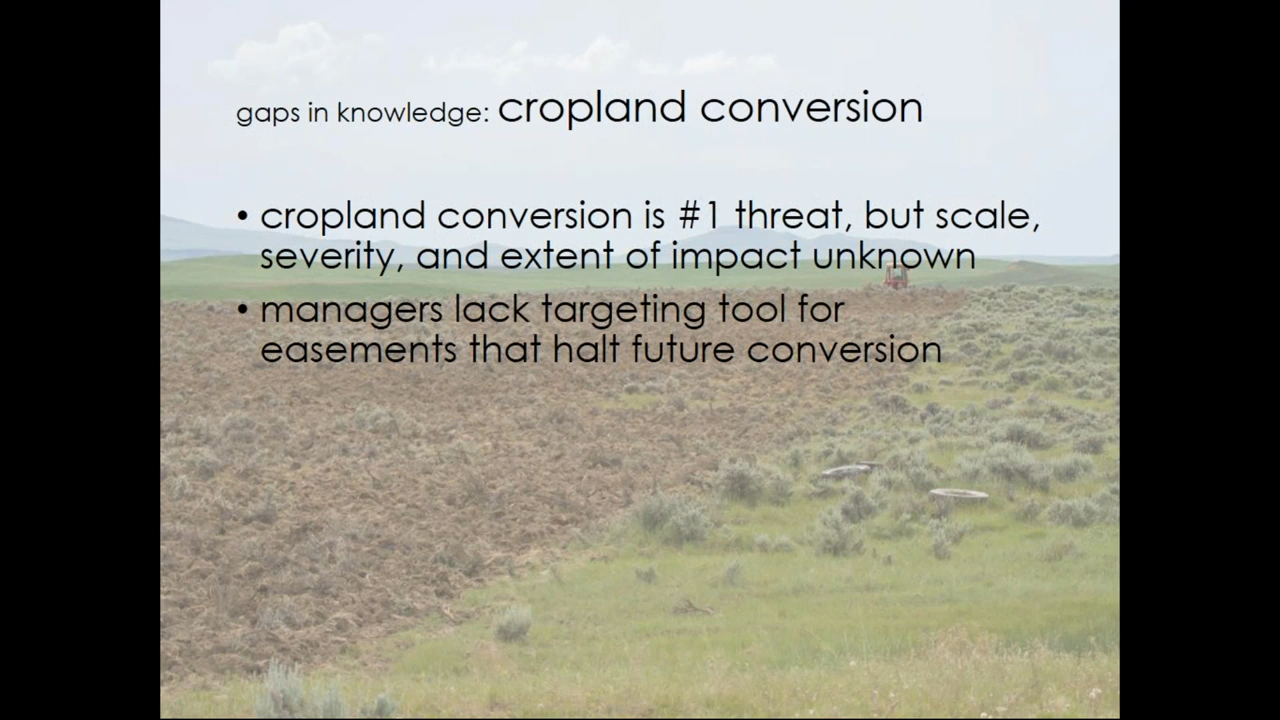 gaps in knowledge: cropland conversion
• cropland conversion is #1 threat, but scale,
severity, and extent of impact unknown
• managers lack targeting tool for
easements that halt future conversion